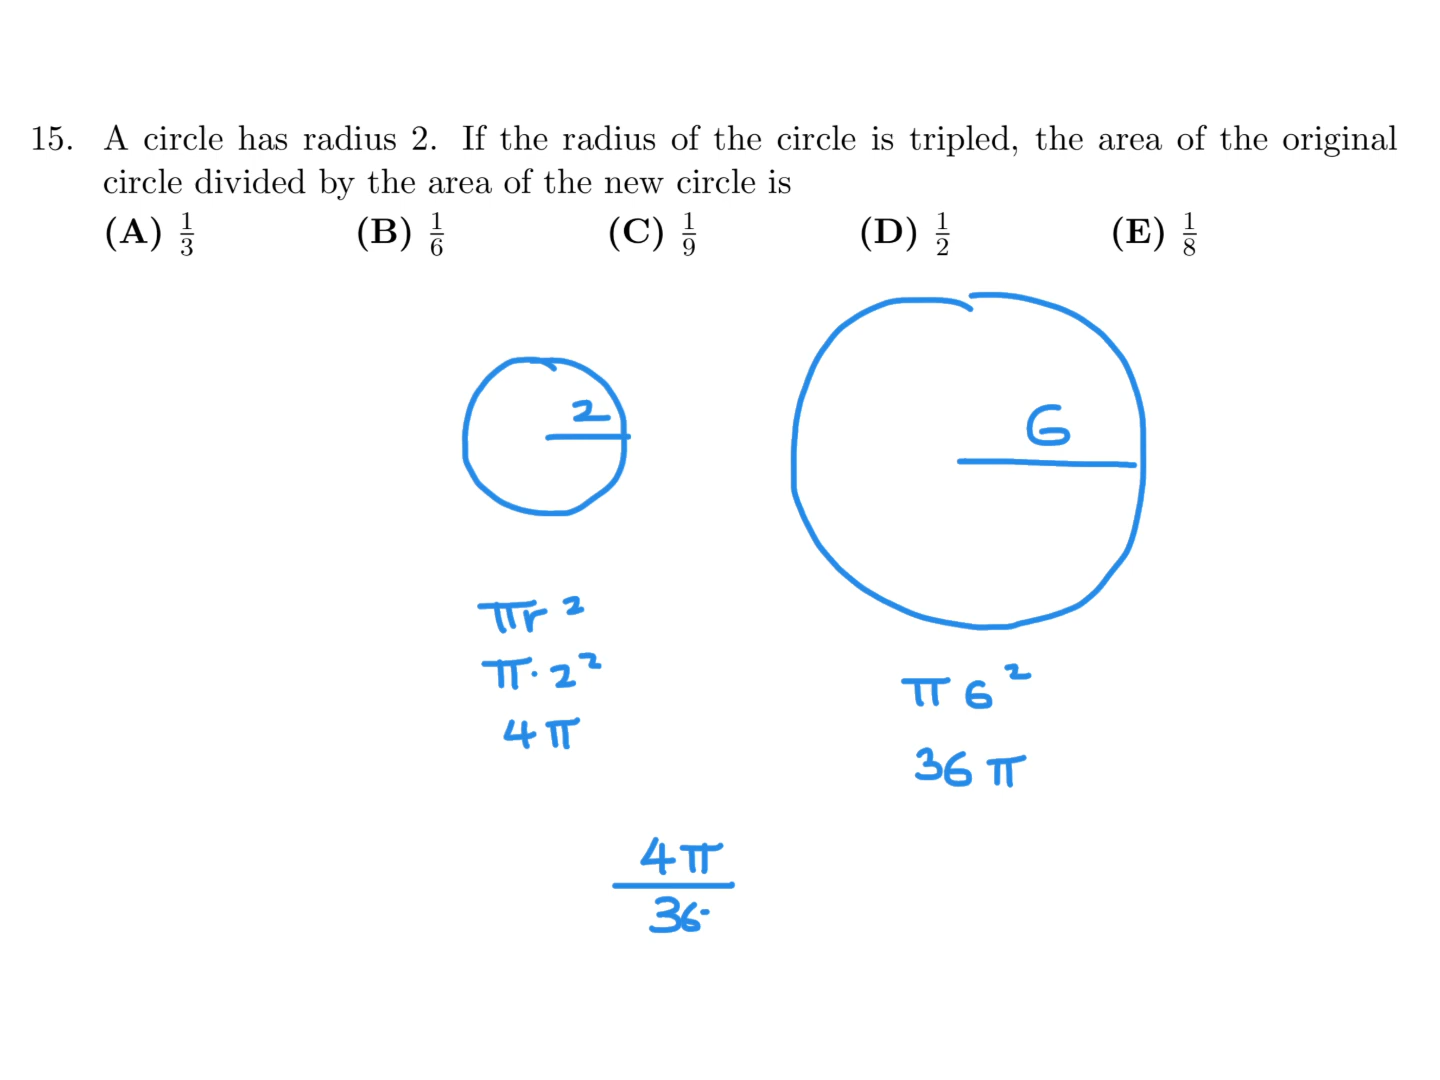 15. A circle has radius 2. If the radius of the circle is tripled, the area of the original
circle divided by the area of the new circle is
(A) 1/3 (B) 1/6 (C) 1/9 (D) 1/2 (E) 1/8
2
6
πr²
π·2²
4π
π6²
36π
4π
36